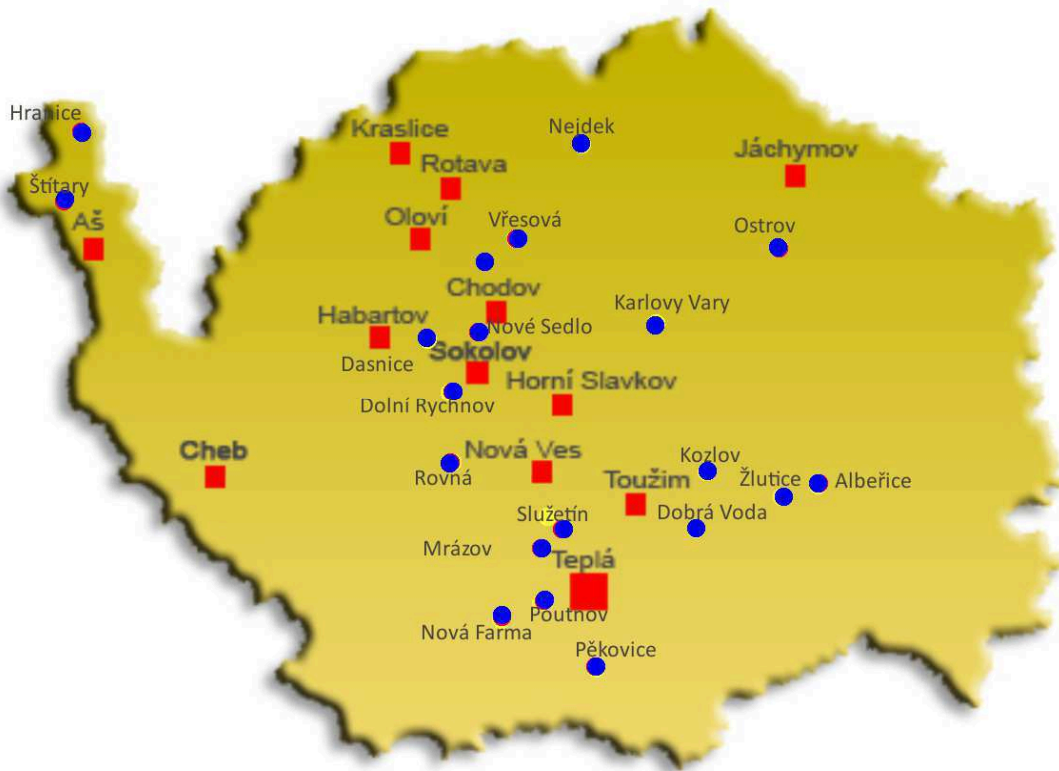 Hranice
Kraslice
Nejdek
Jáchymov
Rotava
Štítary
Aš
Oloví
Vřesová
Ostrov
Chodov
Karlovy Vary
Habartov
Nové Sedlo
Dasnice
Sokolov
Horní Slavkov
Dolní Rychnov
Cheb
Nová Ves
Rovná
Kozlov
Toužim
Žlutice
Albeřice
Služetín
Dobrá Voda
Mrázov
Teplá
Poutnov
Nová Farma
Pěkovice